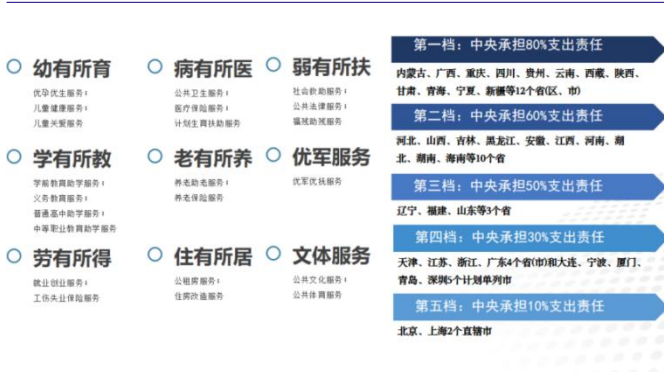 幼有所育
优孕优生服务；
儿童健康服务；
儿童关爱服务
病有所医
公共卫生服务；
医疗保险服务；
计划生育扶助服务
弱有所扶
社会救助服务；
公共法律服务；
扶残助残服务
学有所教
学前教育助学服务；
义务教育服务；
普通高中助学服务；
中等职业教育助学服务
老有所养
养老助老服务；
养老保险服务
优军服务
优军优抚服务
劳有所得
就业创业服务；
工伤失业保险服务
住有所居
公租房服务；
住房改造服务
文体服务
公共文化服务；
公共体育服务
第一档：中央承担80%支出责任
内蒙古、广西、重庆、四川、贵州、云南、西藏、陕西、
甘肃、青海、宁夏、新疆等12个省(区、市)
第二档：中央承担60%支出责任
河北、山西、吉林、黑龙江、安徽、江西、河南、湖
北、湖南、海南等10个省
第三档：中央承担50%支出责任
辽宁、福建、山东等3个省
第四档：中央承担30%支出责任
天津、江苏、浙江、广东4个省(市)和大连、宁波、厦门、
青岛、深圳5个计划单列市
第五档：中央承担10%支出责任
北京、上海2个直辖市